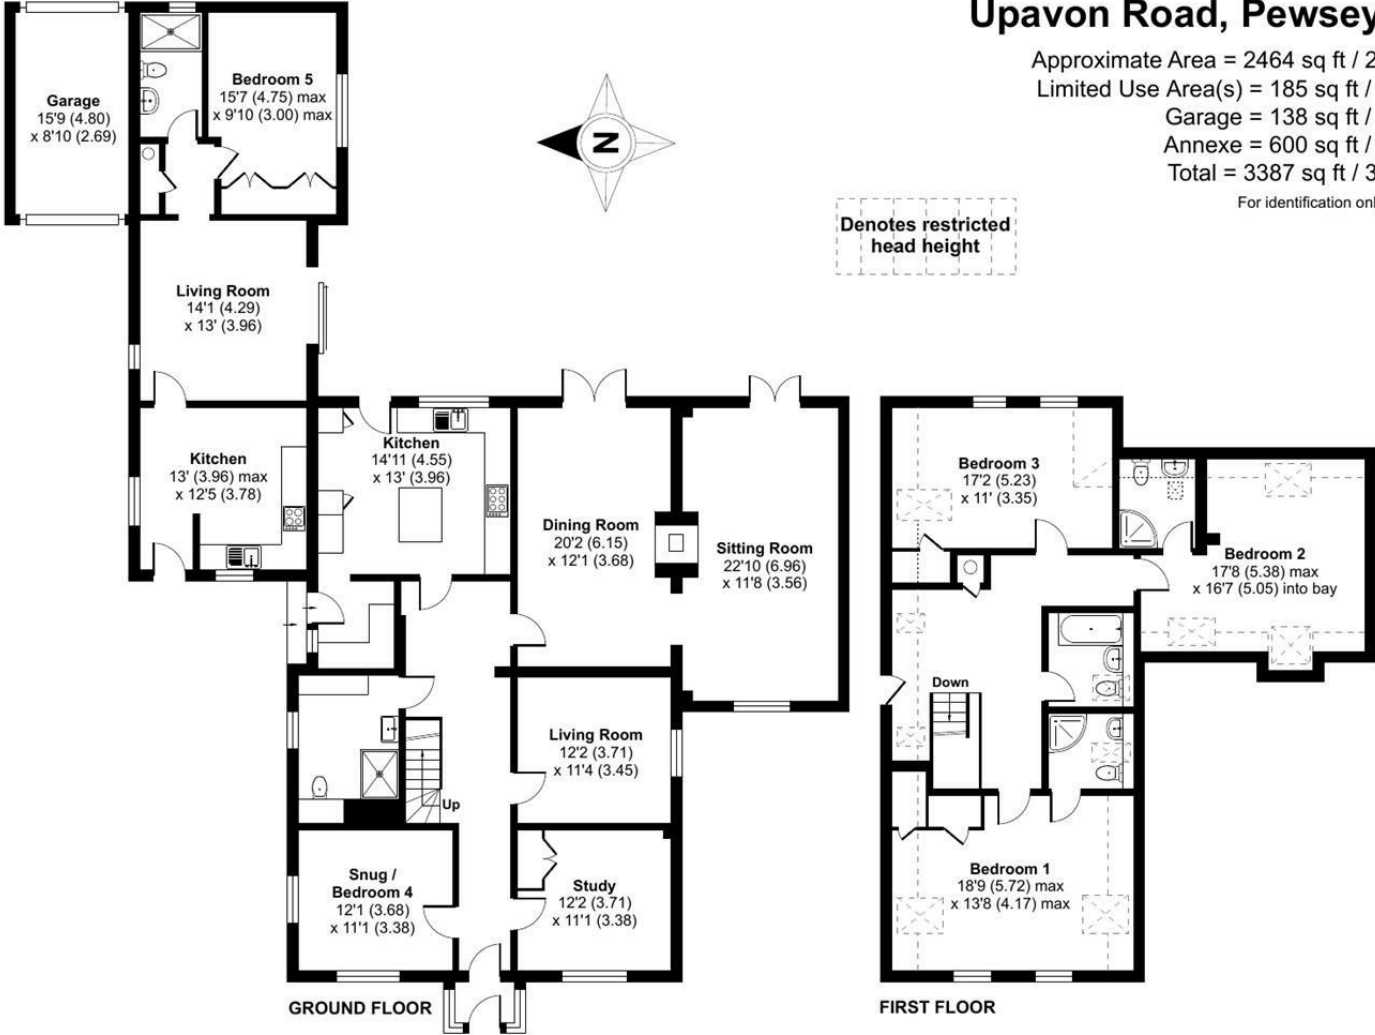 Upavon Road, Pewsey
Approximate Area = 2464 sq ft / 2
Limited Use Area(s) = 185 sq ft /
Garage = 138 sq ft /
Annexe = 600 sq ft /
Total = 3387 sq ft / 3
For identification onl
N
Denotes restricted
head height
Garage
15'9 (4.80)
x 8'10 (2.69)
Bedroom 5
15'7 (4.75) max
x 9'10 (3.00) max
Living Room
14'1 (4.29)
x 13' (3.96)
Kitchen
13' (3.96) max
x 12'5 (3.78)
Kitchen
14'11 (4.55)
x 13' (3.96)
Dining Room
20'2 (6.15)
x 12'1 (3.68)
Sitting Room
22'10 (6.96)
x 11'8 (3.56)
Living Room
12'2 (3.71)
x 11'4 (3.45)
Up
Snug /
Bedroom 4
12'1 (3.68)
x 11'1 (3.38)
Study
12'2 (3.71)
x 11'1 (3.38)
GROUND FLOOR
Bedroom 3
17'2 (5.23)
x 11' (3.35)
Bedroom 2
17'8 (5.38) max
x 16'7 (5.05) into bay
Down
Bedroom 1
18'9 (5.72) max
x 13'8 (4.17) max
FIRST FLOOR